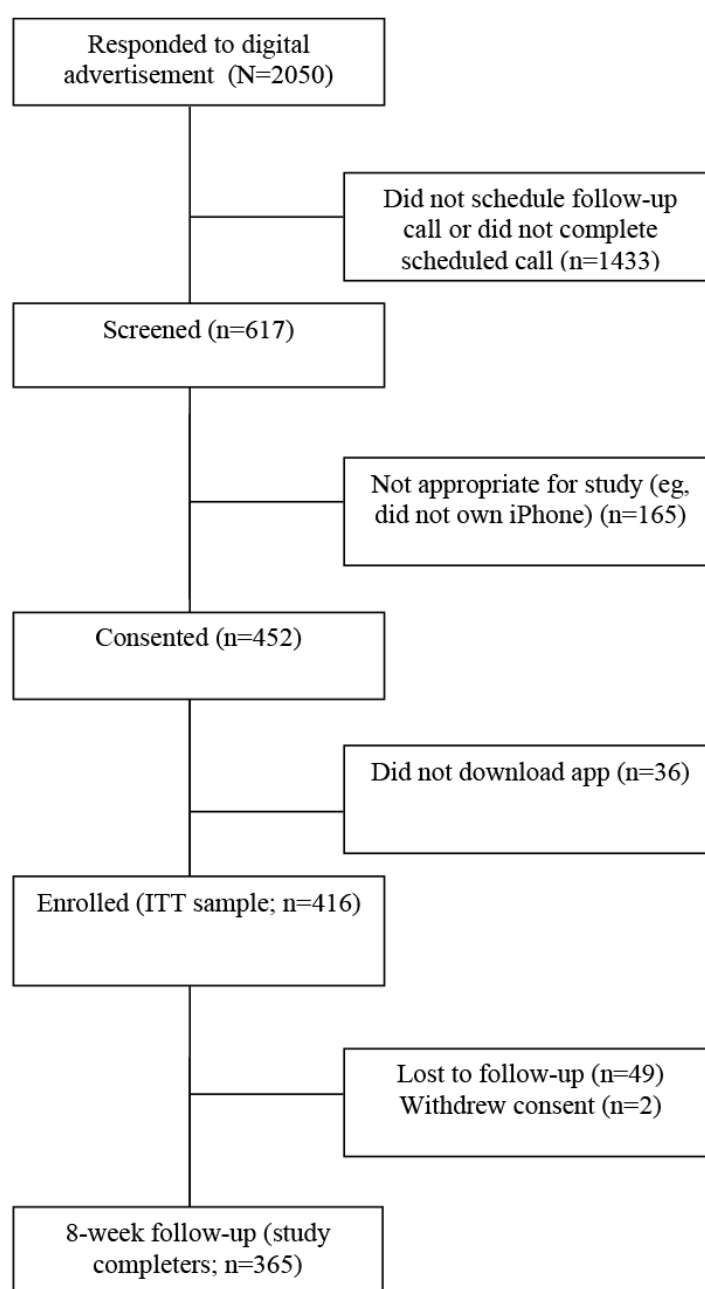 Responded to digital
advertisement  (N=2050)
Did not schedule follow-up
call or did not complete
scheduled call (n=1433)
Screened (n=617)
Not appropriate for study (eg,
did not own iPhone) (n=165)
Consented (n=452)
Did not download app (n=36)
Enrolled (ITT sample; n=416)
Lost to follow-up (n=49)
Withdrew consent (n=2)
8-week follow-up (study
completers; n=365)